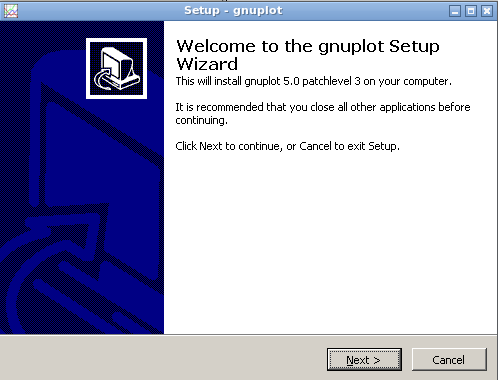 Setup - gnuplot
Welcome to the gnuplot Setup
Wizard
This will install gnuplot 5.0 patchlevel 3 on your computer.
It is recommended that you close all other applications before
continuing.
Click Next to continue, or Cancel to exit Setup.
Next >
Cancel